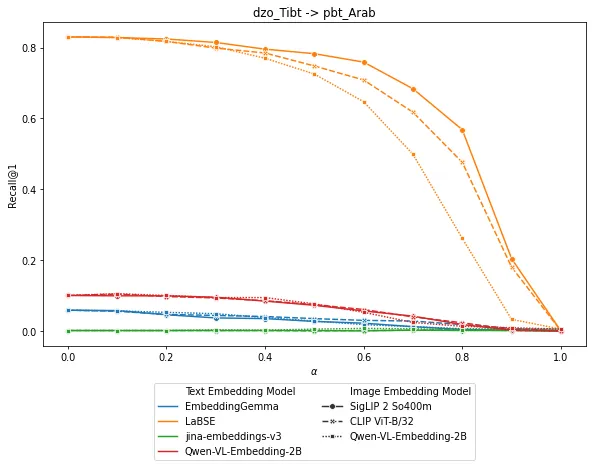 dzo_Tibt -> pbt_Arab
Recall@1
0.8
0.6
0.4
0.2
0.0
0.0 0.2 0.4 0.6 0.8 1.0
α
Text Embedding Model
EmbeddingGemma
LaBSE
jina-embeddings-v3
Qwen-VL-Embedding-2B
Image Embedding Model
SigLIP 2 So400m
CLIP ViT-B/32
Qwen-VL-Embedding-2B